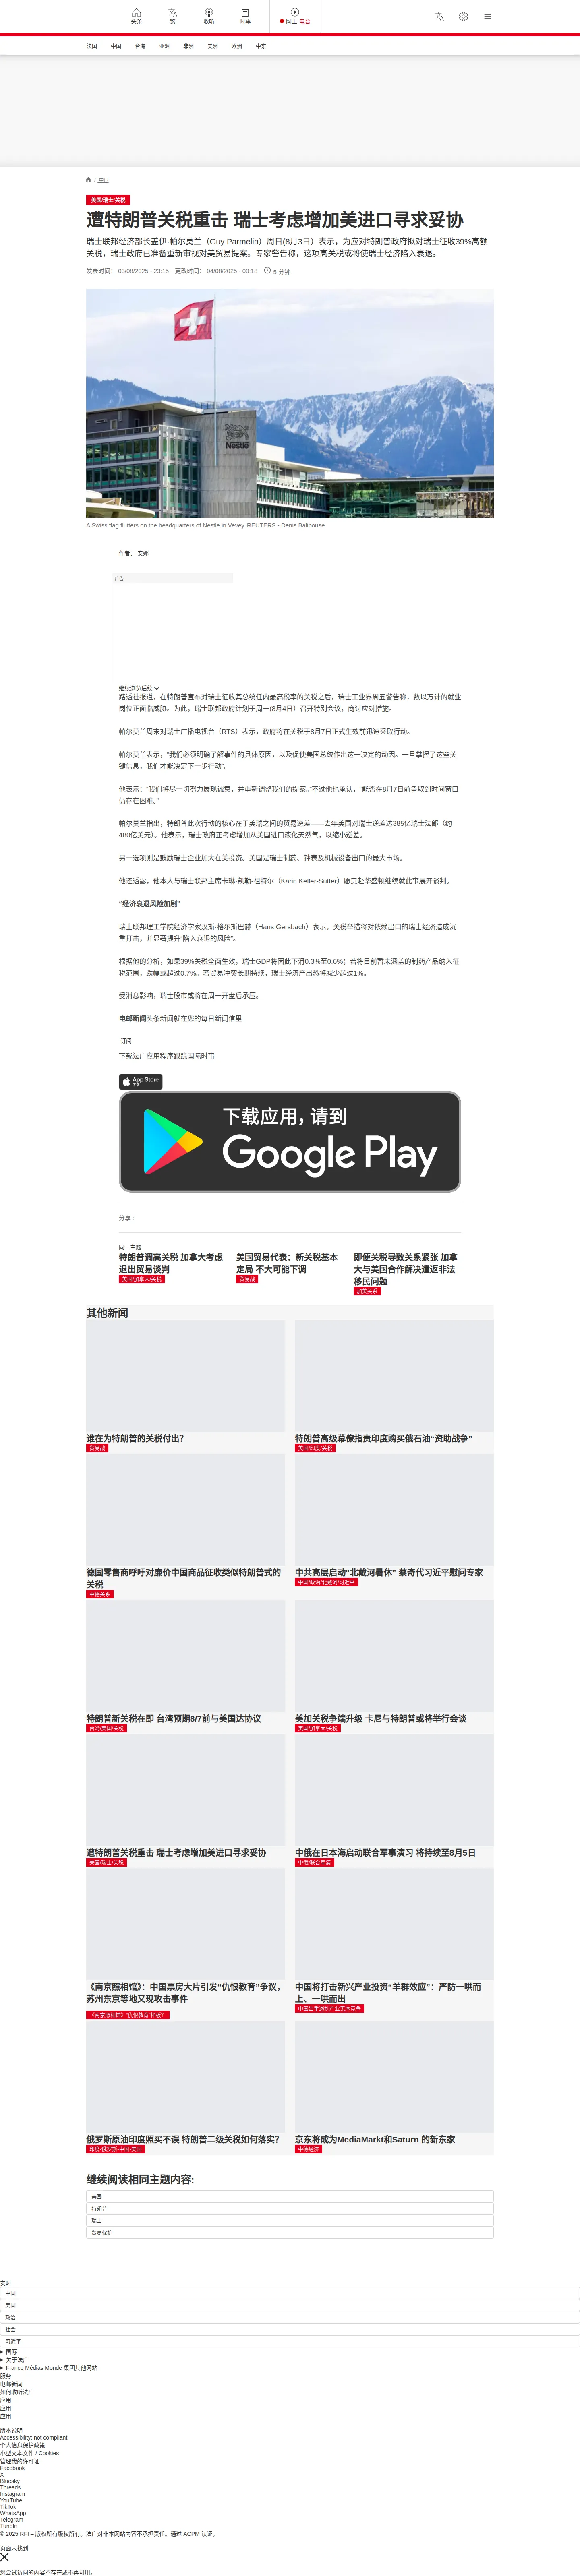 头条
繁
收听
时事
网上 电台
法国 中国 台海 亚洲 非洲 美洲 欧洲 中东
/ 中国
美国/瑞士/关税
遭特朗普关税重击 瑞士考虑增加美进口寻求妥协
瑞士联邦经济部长盖伊·帕尔莫兰（Guy Parmelin）周日(8月3日）表示，为应对特朗普政府拟对瑞士征收39%高额
关税，瑞士政府已准备重新审视对美贸易提案。专家警告称，这项高关税或将使瑞士经济陷入衰退。
发表时间： 03/08/2025 - 23:15 更改时间： 04/08/2025 - 00:18 5 分钟
Nestlé
A Swiss flag flutters on the headquarters of Nestle in Vevey REUTERS - Denis Balibouse
作者： 安娜
广告
继续浏览后续
路透社报道，在特朗普宣布对瑞士征收其总统任内最高税率的关税之后，瑞士工业界周五警告称，数以万计的就业
岗位正面临威胁。为此，瑞士联邦政府计划于周一(8月4日）召开特别会议，商讨应对措施。
帕尔莫兰周末对瑞士广播电视台（RTS）表示，政府将在关税于8月7日正式生效前迅速采取行动。
帕尔莫兰表示，“我们必须明确了解事件的具体原因，以及促使美国总统作出这一决定的动因。一旦掌握了这些关
键信息，我们才能决定下一步行动”。
他表示：“我们将尽一切努力展现诚意，并重新调整我们的提案。”不过他也承认，“能否在8月7日前争取到时间窗口
仍存在困难。”
帕尔莫兰指出，特朗普此次行动的核心在于美瑞之间的贸易逆差——去年美国对瑞士逆差达385亿瑞士法郎（约
480亿美元）。他表示，瑞士政府正考虑增加从美国进口液化天然气，以缩小逆差。
另一选项则是鼓励瑞士企业加大在美投资。美国是瑞士制药、钟表及机械设备出口的最大市场。
他还透露，他本人与瑞士联邦主席卡琳·凯勒-祖特尔（Karin Keller-Sutter）愿意赴华盛顿继续就此事展开谈判。
“经济衰退风险加剧”
瑞士联邦理工学院经济学家汉斯·格尔斯巴赫（Hans Gersbach）表示，关税举措将对依赖出口的瑞士经济造成沉
重打击，并显著提升“陷入衰退的风险”。
根据他的分析，如果39%关税全面生效，瑞士GDP将因此下滑0.3%至0.6%；若将目前暂未涵盖的制药产品纳入征
税范围，跌幅或超过0.7%。若贸易冲突长期持续，瑞士经济产出恐将减少超过1%。
受消息影响，瑞士股市或将在周一开盘后承压。
电邮新闻头条新闻就在您的每日新闻信里
订阅
下载法广应用程序跟踪国际时事
App Store
下载
下载应用，请到
Google Play
分享 :
同一主题
特朗普调高关税 加拿大考虑
退出贸易谈判
美国/加拿大/关税
美国贸易代表：新关税基本
定局 不大可能下调
贸易战
即便关税导致关系紧张 加拿
大与美国合作解决遣返非法
移民问题
加美关系
其他新闻
谁在为特朗普的关税付出?
贸易战
特朗普高级幕僚指责印度购买俄石油“资助战争”
美国/印度/关税
德国零售商呼吁对廉价中国商品征收类似特朗普式的
关税
中德关系
中共高层启动"北戴河暑休" 蔡奇代习近平慰问专家
中国/政治/北戴河/习近平
特朗普新关税在即 台湾预期8/7前与美国达协议
台湾/美国/关税
美加关税争端升级 卡尼与特朗普或将举行会谈
美国/加拿大/关税
遭特朗普关税重击 瑞士考虑增加美进口寻求妥协
美国/瑞士/关税
中俄在日本海启动联合军事演习 将持续至8月5日
中俄/联合军演
《南京照相馆》：中国票房大片引发“仇恨教育”争议，
苏州东京等地又现攻击事件
《南京照相馆》“仇恨教育”样板?
中国将打击新兴产业投资“羊群效应”：严防一哄而
上、一哄而出
中国出手遏制产业无序竞争
俄罗斯原油印度照买不误 特朗普二级关税如何落实?
印度-俄罗斯-中国-美国
京东将成为MediaMarkt和Saturn 的新东家
中德经济
继续阅读相同主题内容:
美国
特朗普
瑞士
贸易保护
实时
中国
美国
政治
社会
习近平
国际
关于法广
France Médias Monde 集团其他网站
服务
电邮新闻
如何收听法广
应用
应用
应用
版本说明
Accessibility: not compliant
个人信息保护政策
小型文本文件 / Cookies
管理我的许可证
Facebook
X
Bluesky
Threads
Instagram
YouTube
TikTok
WhatsApp
Telegram
TuneIn
© 2025 RFI – 版权所有版权所有。法广对非本网站内容不承担责任。通过 ACPM 认证。
页面未找到
您尝试访问的内容不存在或不再可用。